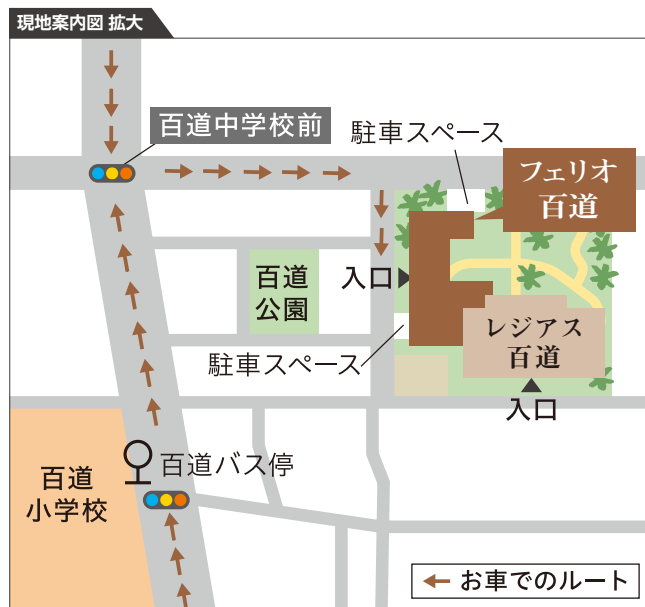 現地案内図 拡大
百道中学校前
駐車スペース
フェリオ
百道
百道
公園
入口
レジアス
百道
駐車スペース
入口
百道バス停
百道
小学校
お車でのルート